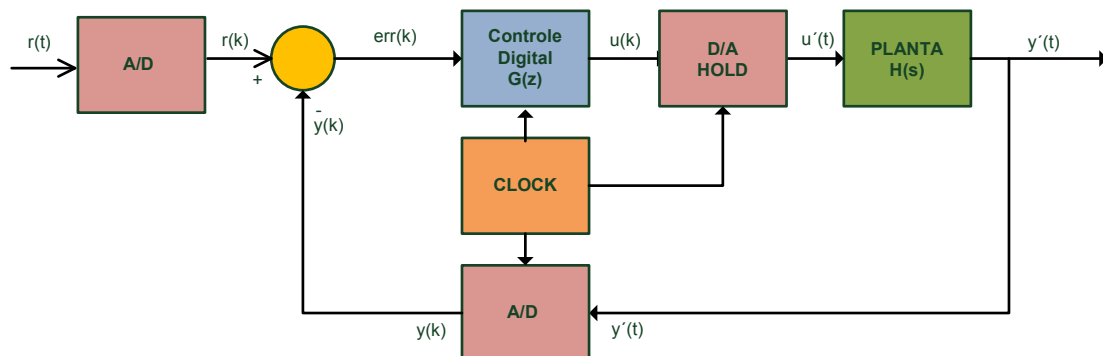 r(t)
A/D
r(k)
+
-
y(k)
err(k)
Controle
Digital
G(z)
u(k)
D/A
HOLD
u´(t)
PLANTA
H(s)
y´(t)
CLOCK
A/D
y(k)
y´(t)